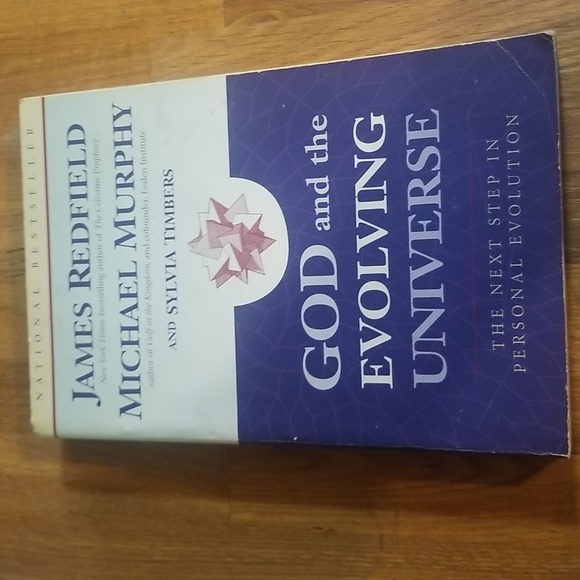 NATIONAL BESTSELLER
JAMES REDFIELD
New York Times bestselling author of The Celestine Prophecy
MICHAEL MURPHY
author of Golf in the Kingdom, and cofounder, Esalen Institute
AND SYLVIA TIMBERS
GOD and the
EVOLVING
UNIVERSE
THE NEXT STEP IN
PERSONAL EVOLUTION